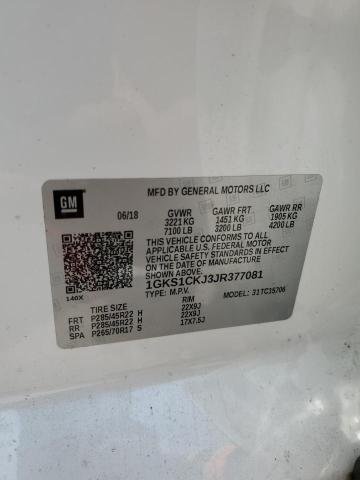 GM
MFD BY GENERAL MOTORS LLC
06/18 GVWR GAWR FRT GAWR RR
3221 KG 1451 KG 1905 KG
7100 LB 3200 LB 4200 LB
THIS VEHICLE CONFORMS TO ALL
APPLICABLE U.S. FEDERAL MOTOR
VEHICLE SAFETY STANDARDS IN
EFFECT ON THE DATE OF
MANUFACTURE SHOWN ABOVE.
1GKS1CKJ3JR377081
140X TYPE: M.P.V. MODEL: 31TC35706
TIRE SIZE RIM
FRT P285/45R22 H 22X9J
RR P285/45R22 H 22X9J
SPA P265/70R17 S 17X7.5J